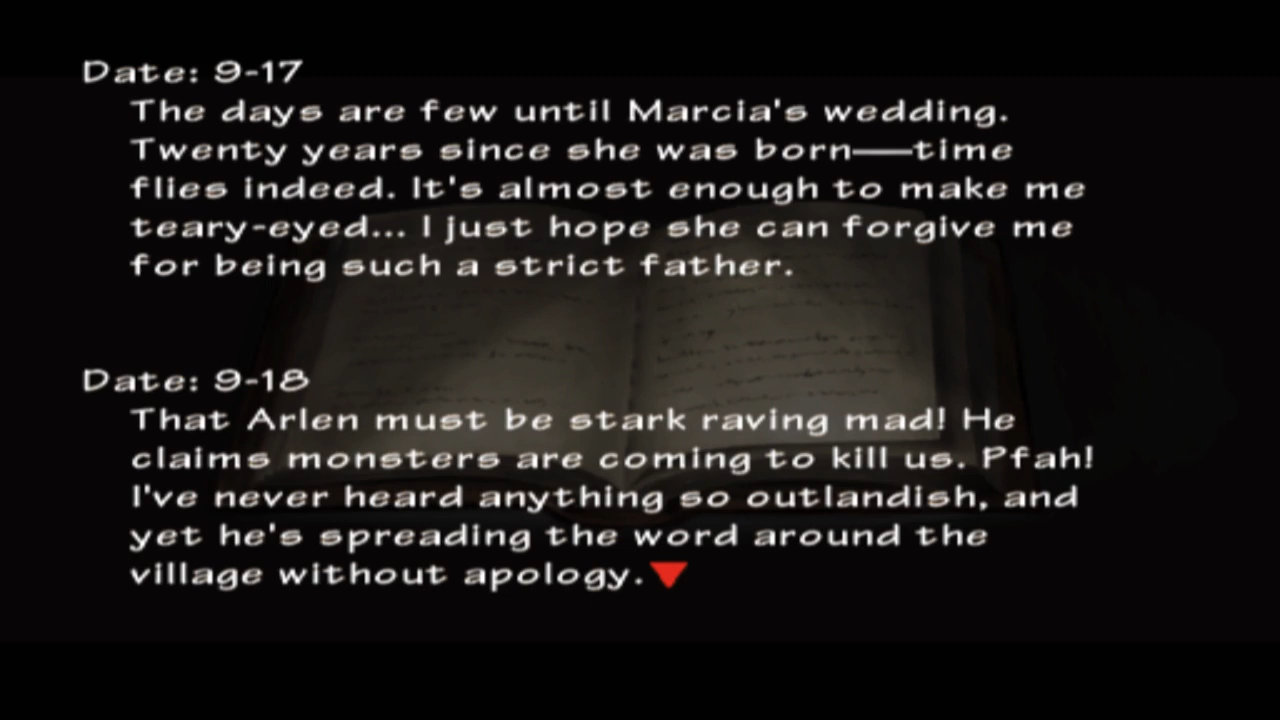 Date: 9-17
The days are few until Marcia's wedding.
Twenty years since she was born——time
flies indeed. It's almost enough to make me
teary-eyed... I just hope she can forgive me
for being such a strict father.
Date: 9-18
That Arlen must be stark raving mad! He
claims monsters are coming to kill us. Pfah!
I've never heard anything so outlandish, and
yet he's spreading the word around the
village without apology.